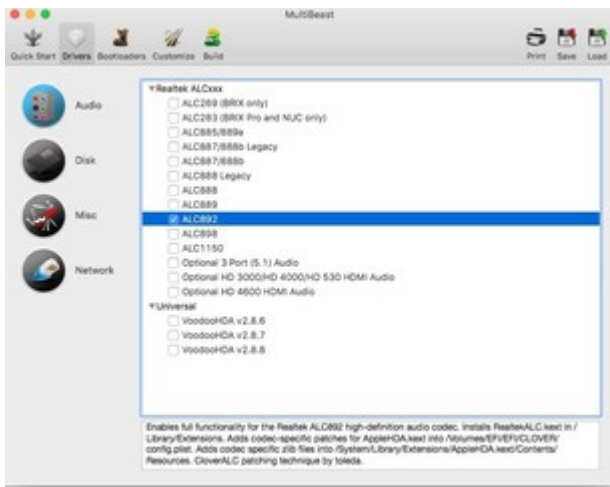 MultiBeast
Quick Start Drivers Bootloaders Customize Build
Print Save Load
Audio
Disk
Misc
Network
▼Realtek ALCxxx
ALC269 (BRIX only)
ALC283 (BRIX Pro and NUC only)
ALC885/889a
ALC887/888b Legacy
ALC887/888b
ALC888 Legacy
ALC888
ALC889
ALC892
ALC898
ALC1150
Optional 3 Port (5.1) Audio
Optional HD 3000/HD 4000/HD 530 HDMI Audio
Optional HD 4600 HDMI Audio
▼Universal
VoodooHDA v2.8.6
VoodooHDA v2.8.7
VoodooHDA v2.8.8
Enables full functionality for the Realtek ALC892 high-definition audio codec. Installs RealtekALC.kext in /
Library/Extensions. Adds codec-specific patches for AppleHDA.kext into /Volumes/EFI/EFI/CLOVER/
config.plist. Adds codec specific zlib files into /System/Library/Extensions/AppleHDA.kext/Contents/
Resources. CloverALC patching technique by toleda.